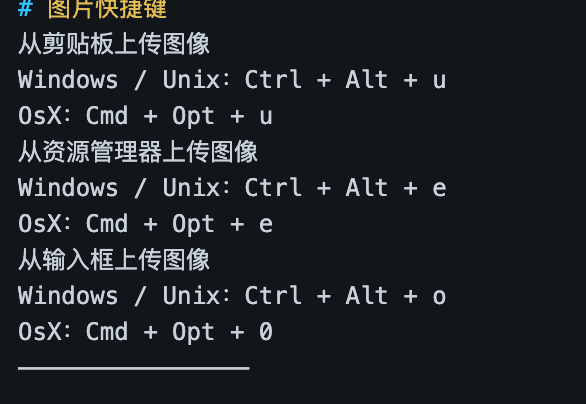 # 图片快捷键
从剪贴板上传图像
Windows / Unix：Ctrl + Alt + u
OsX：Cmd + Opt + u
从资源管理器上传图像
Windows / Unix：Ctrl + Alt + e
OsX：Cmd + Opt + e
从输入框上传图像
Windows / Unix：Ctrl + Alt + o
OsX：Cmd + Opt + 0